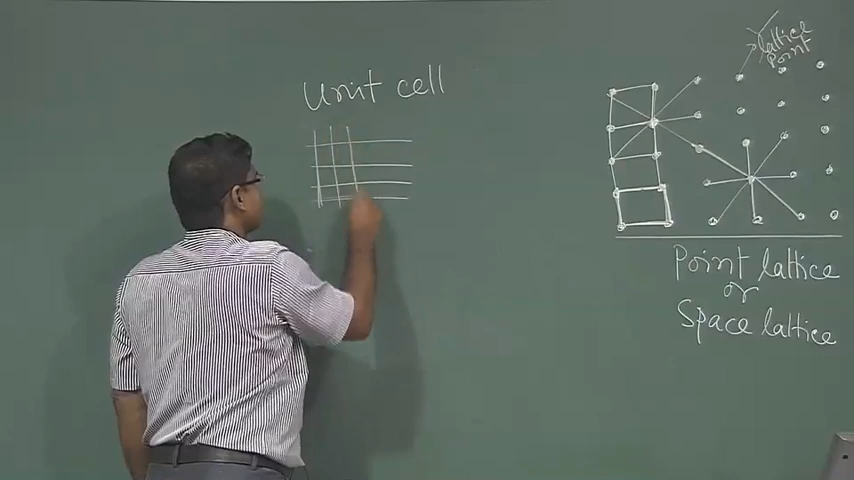 Unit cell
lattice
point
Point lattice
or
Space lattice